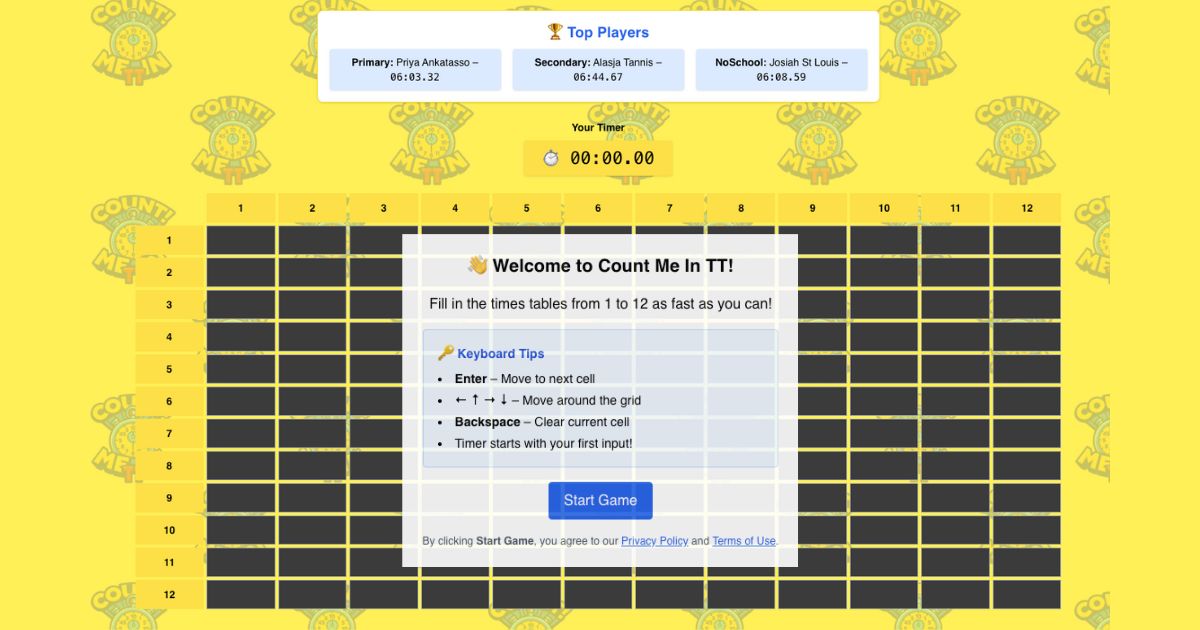 🏆 Top Players
Primary: Priya Ankatasso –
06:03.32
Secondary: Alasja Tannis –
06:44.67
NoSchool: Josiah St Louis –
06:08.59
Your Timer
⏱ 00:00.00
1 2 3 4 5 6 7 8 9 10 11 12
1
2
3
4
5
6
7
8
9
10
11
12
👋 Welcome to Count Me In TT!
Fill in the times tables from 1 to 12 as fast as you can!
🔑 Keyboard Tips
• Enter – Move to next cell
• ← ↑ → ↓ – Move around the grid
• Backspace – Clear current cell
• Timer starts with your first input!
Start Game
By clicking Start Game, you agree to our Privacy Policy and Terms of Use.
COUNT!
ME IN
TT